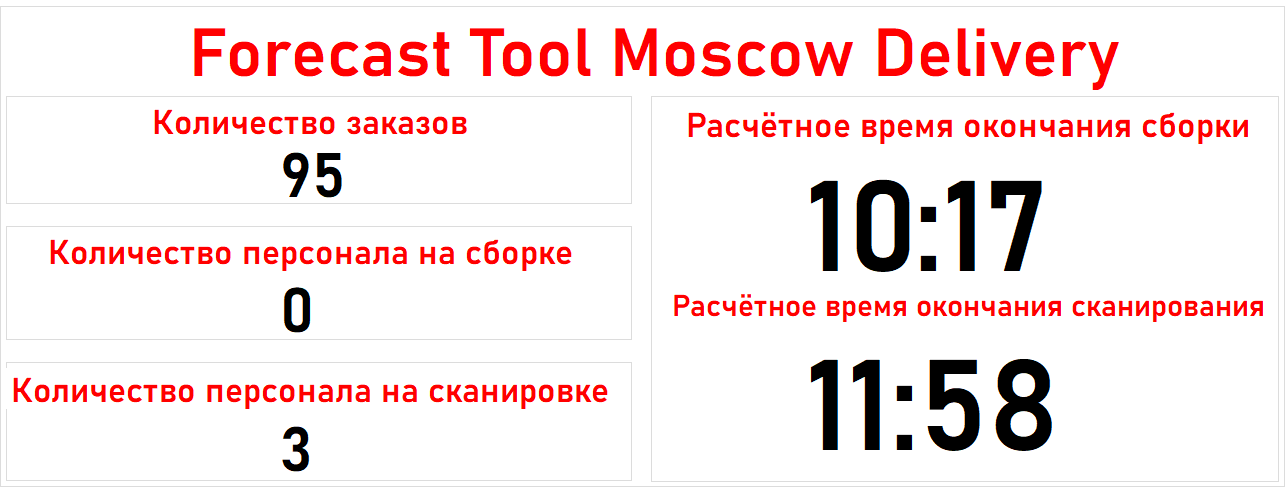 Forecast Tool Moscow Delivery
Количество заказов
95
Количество персонала на сборке
0
Количество персонала на сканировке
3
Расчётное время окончания сборки
10:17
Расчётное время окончания сканирования
11:58